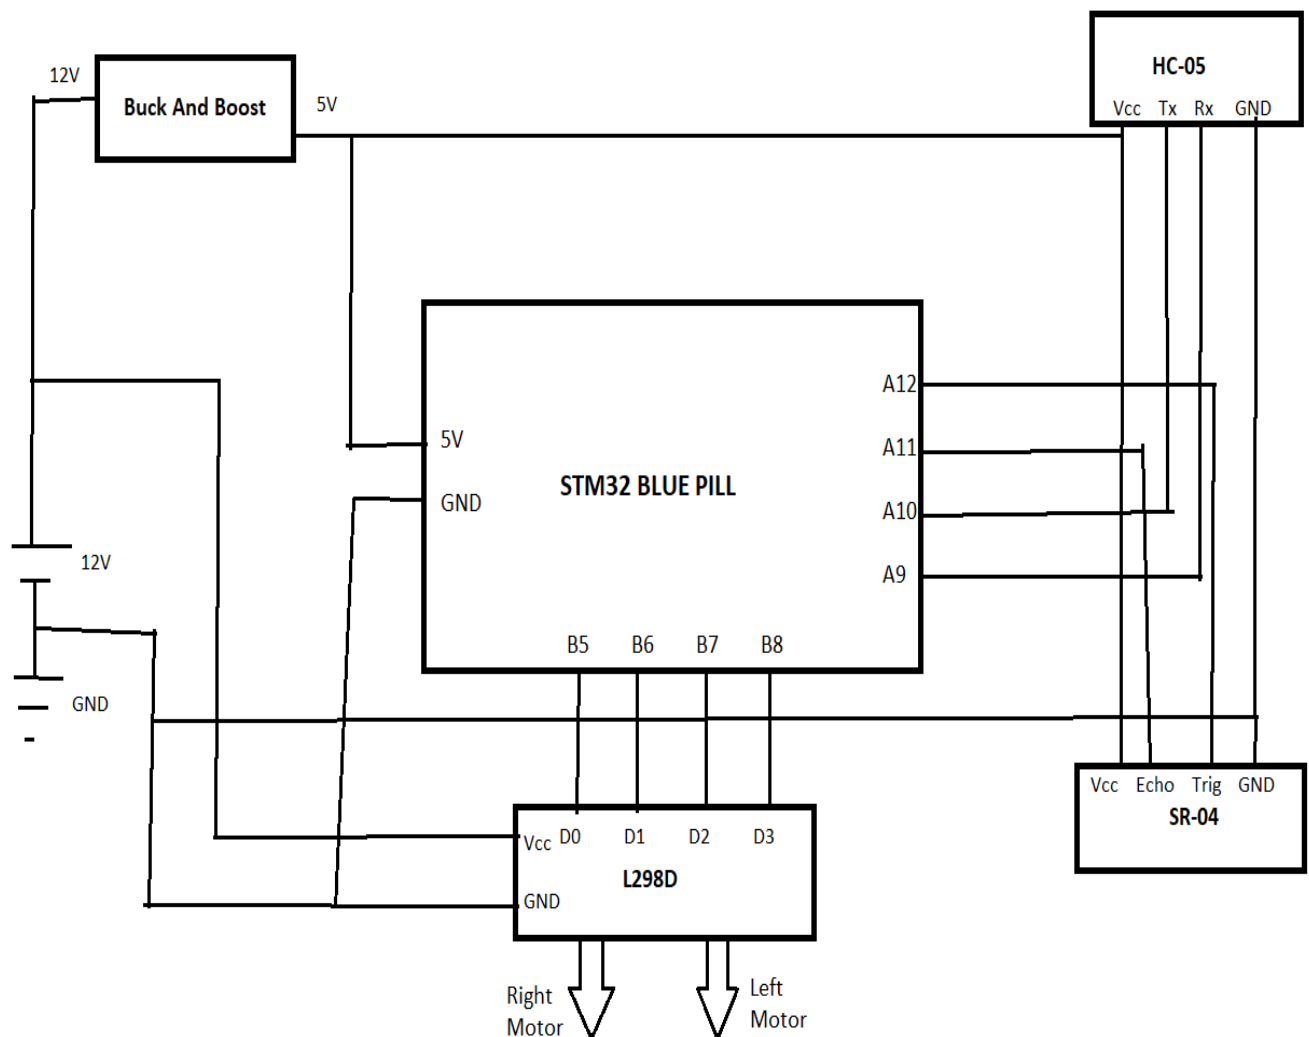 HC-05
Vcc Tx Rx GND
12V
Buck And Boost
5V
A12
5V
A11
STM32 BLUE PILL
GND
A10
12V
A9
B5 B6 B7 B8
GND
Vcc Echo Trig GND
SR-04
Vcc D0 D1 D2 D3
L298D
GND
Right
Motor
Left
Motor